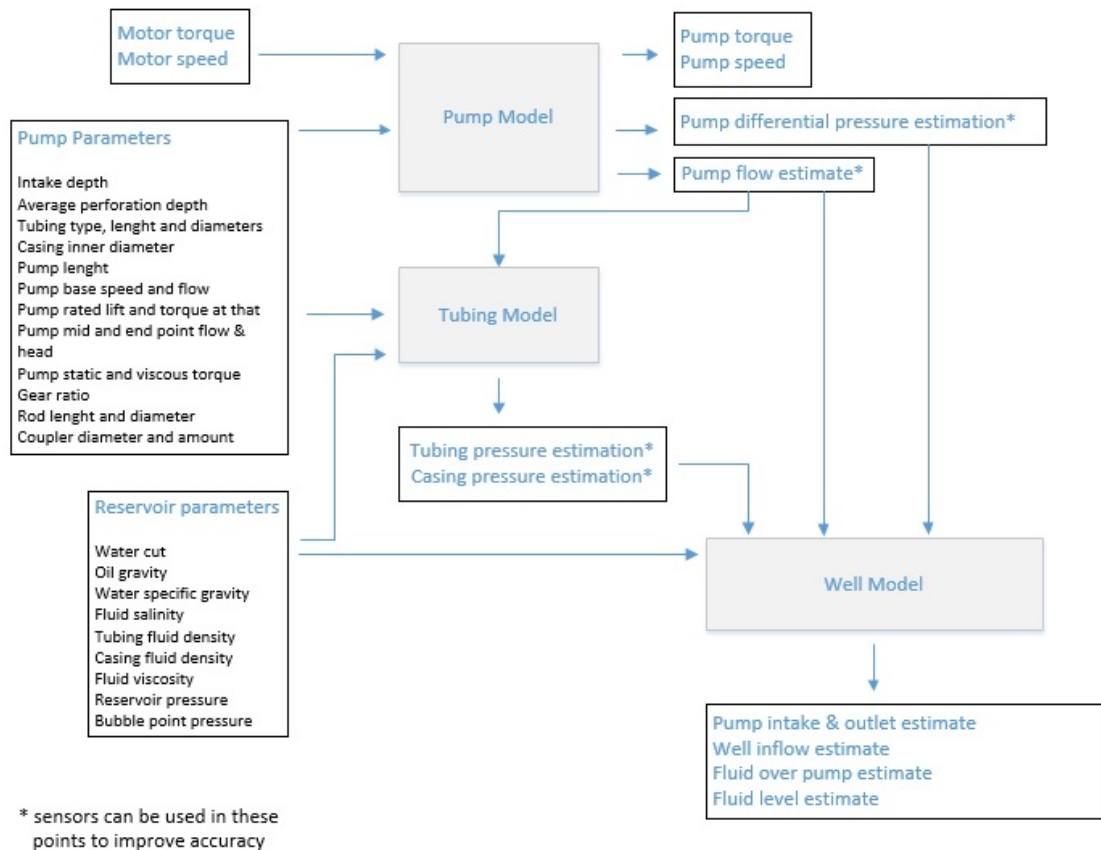 Motor torque
Motor speed
Pump Model
Pump torque
Pump speed
Pump differential pressure estimation*
Pump flow estimate*
Pump Parameters
Intake depth
Average perforation depth
Tubing type, lenght and diameters
Casing inner diameter
Pump lenght
Pump base speed and flow
Pump rated lift and torque at that
Pump mid and end point flow &
head
Pump static and viscous torque
Gear ratio
Rod lenght and diameter
Coupler diameter and amount
Tubing Model
Tubing pressure estimation*
Casing pressure estimation*
Reservoir parameters
Water cut
Oil gravity
Water specific gravity
Fluid salinity
Tubing fluid density
Casing fluid density
Fluid viscosity
Reservoir pressure
Bubble point pressure
Well Model
Pump intake & outlet estimate
Well inflow estimate
Fluid over pump estimate
Fluid level estimate
* sensors can be used in these
points to improve accuracy